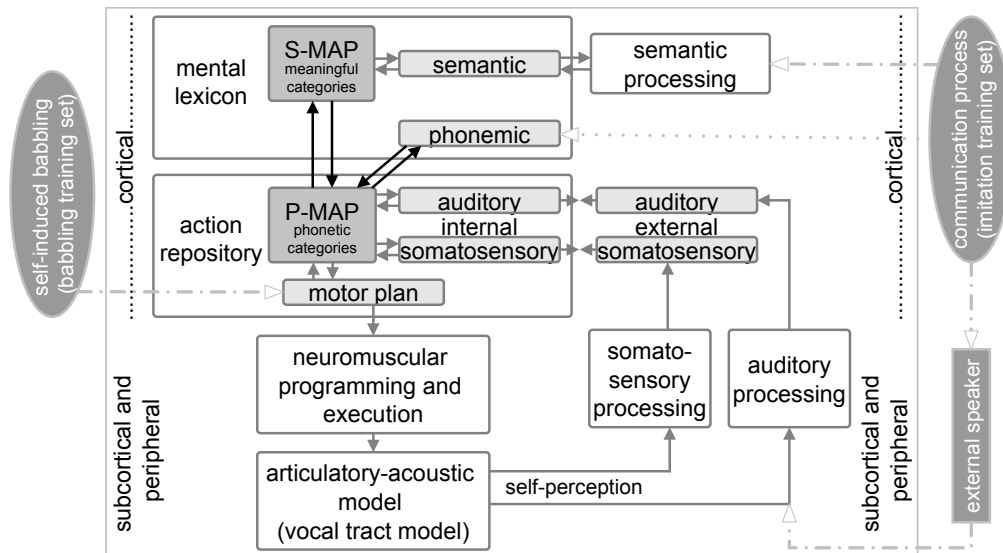 self-induced babbling
(babbling training set)
cortical
subcortical and
peripheral
mental
lexicon
S-MAP
meaningful
categories
semantic
semantic
processing
phonemic
action
repository
P-MAP
phonetic
categories
auditory
internal
somatosensory
auditory
external
somatosensory
motor plan
neuromuscular
programming and
execution
articulatory-acoustic
model
(vocal tract model)
self-perception
somato-
sensory
processing
auditory
processing
cortical
subcortical and
peripheral
communication process
(imitation training set)
external speaker